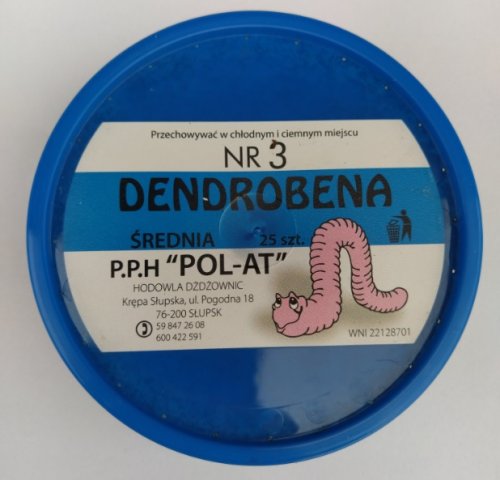 Przechowywać w chłodnym i ciemnym miejscu
NR 3
DENDROBENA
ŚREDNIA 25 szt.
P.P.H "POL-AT"
HODOWLA DŻDŻOWNIC
Krępa Słupska, ul. Pogodna 18
76-200 SŁUPSK
59 847 26 08
600 422 591
WNI 22128701